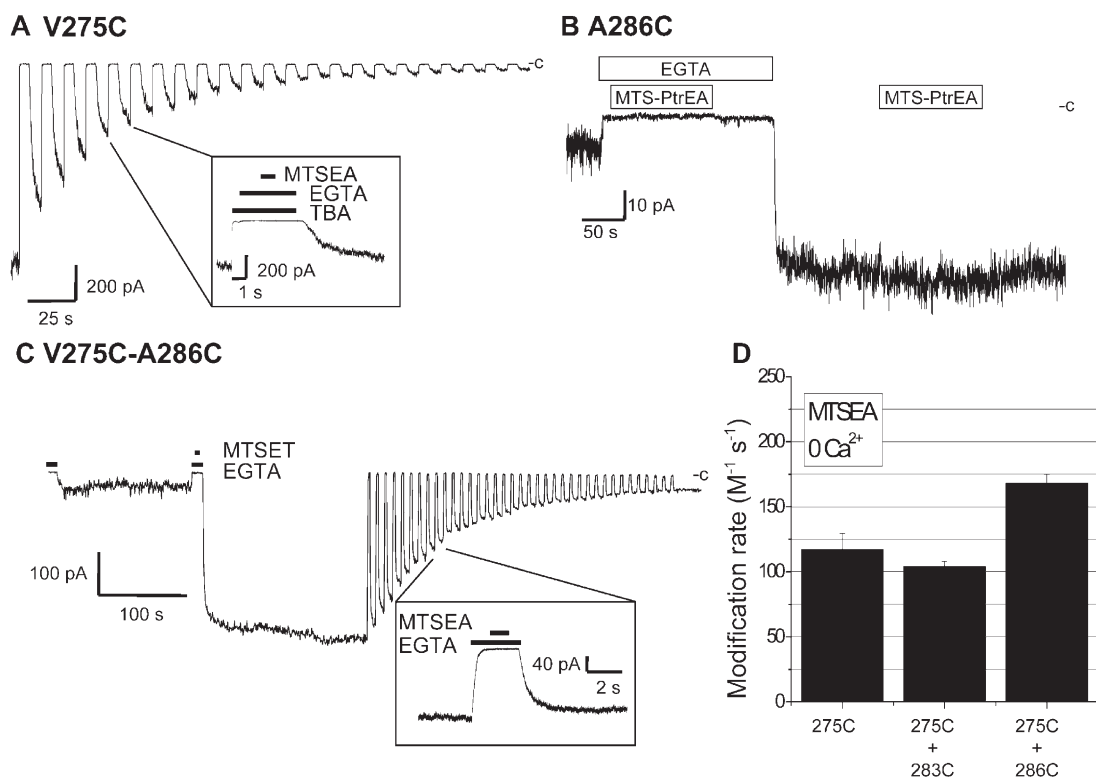 A V275C
-c
MTSEA
EGTA
TBA
200 pA
1 s
200 pA
25 s
B A286C
EGTA
MTS-PtrEA
MTS-PtrEA
-c
10 pA
50 s
C V275C-A286C
MTSET
EGTA
-c
100 pA
100 s
MTSEA
EGTA
40 pA
2 s
D
Modification rate (M⁻¹ s⁻¹)
250
200
150
100
50
0
MTSEA
0 Ca²⁺
275C
275C
+
283C
275C
+
286C